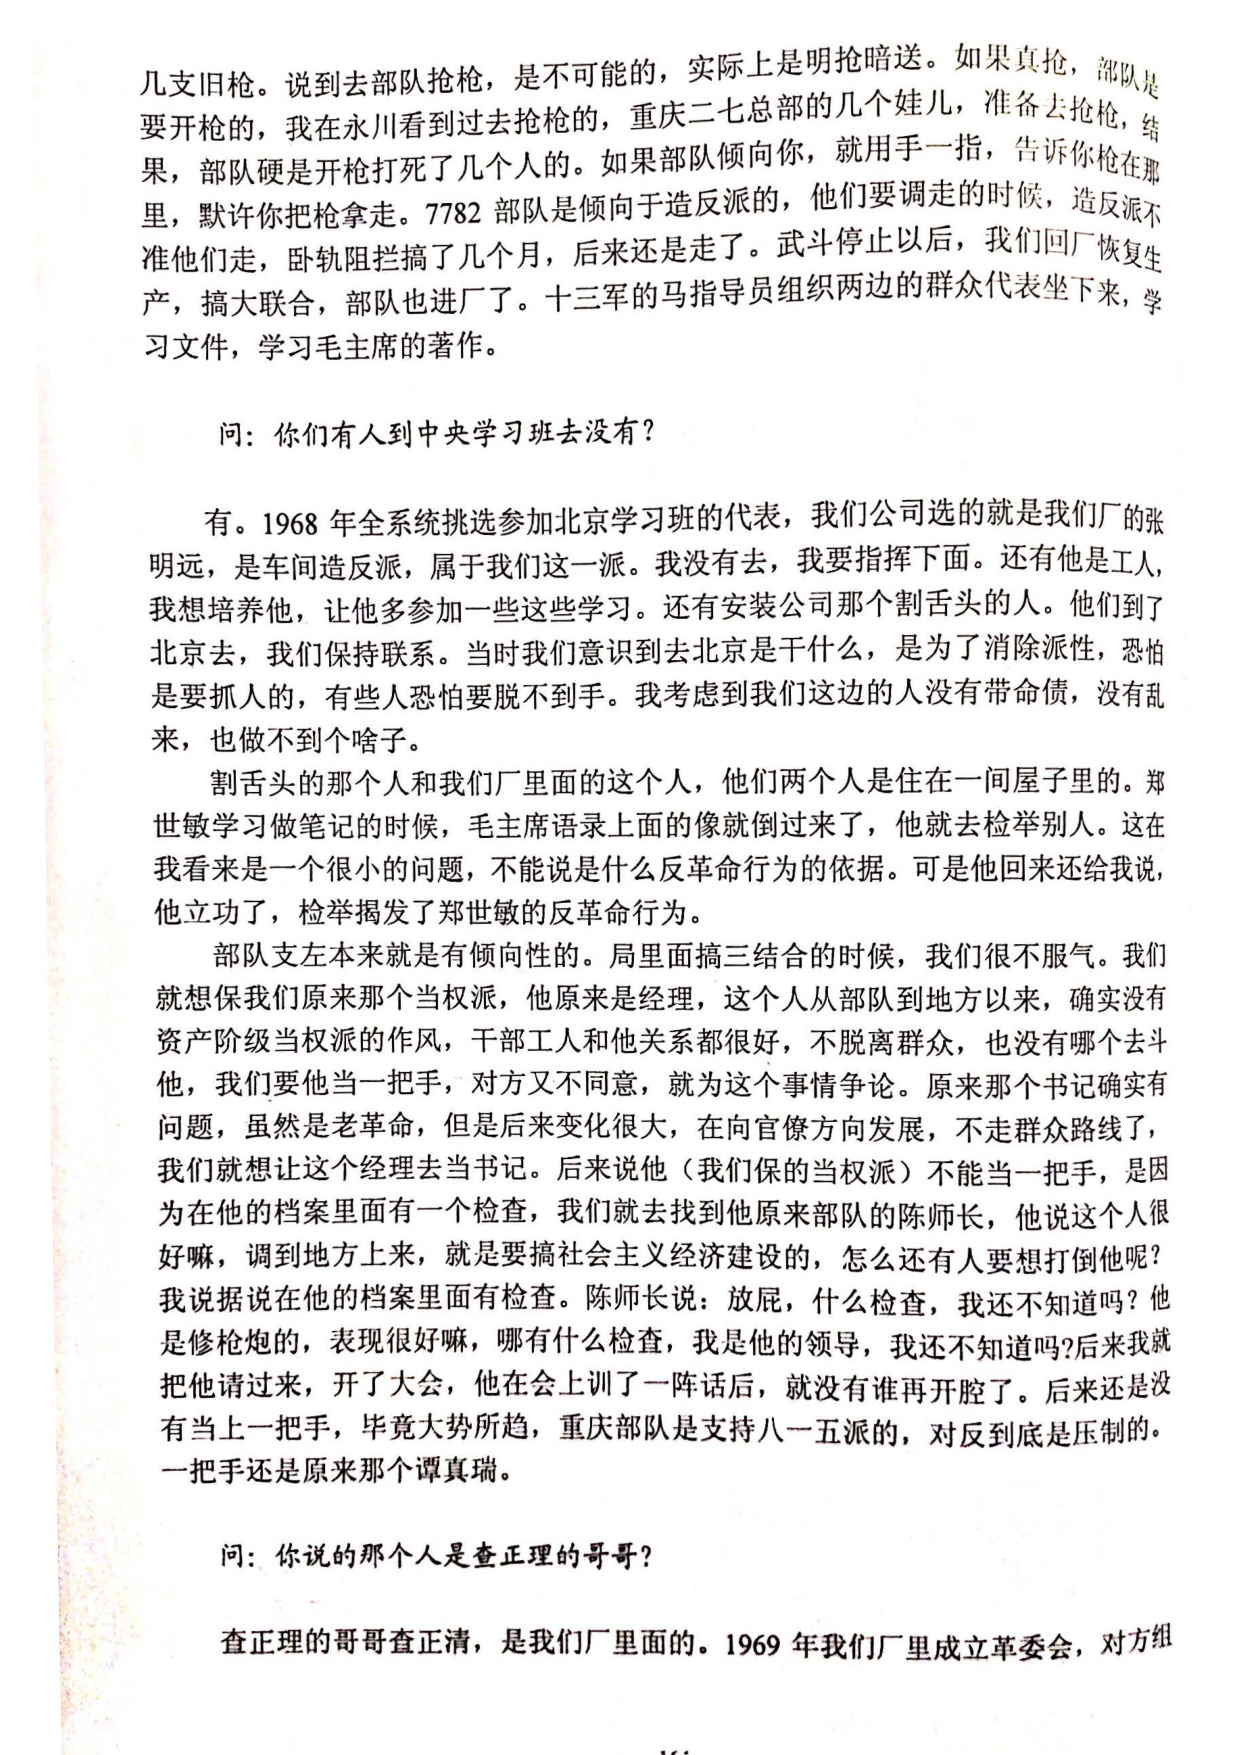 几支旧枪。说到去部队抢枪，是不可能的，实际上是明抢暗送。如果真抢，部队是
要开枪的，我在永川看到过去抢枪的，重庆二七总部的几个娃儿，准备去抢枪，结
果，部队硬是开枪打死了几个人的。如果部队倾向你，就用手一指，告诉你枪在那
里，默许你把枪拿走。7782 部队是倾向于造反派的，他们要调走的时候，造反派不
准他们走，卧轨阻拦搞了几个月，后来还是走了。武斗停止以后，我们回厂恢复生
产，搞大联合，部队也进厂了。十三军的马指导员组织两边的群众代表坐下来，学
习文件，学习毛主席的著作。
问：你们有人到中央学习班去没有？
有。1968 年全系统挑选参加北京学习班的代表，我们公司选的就是我们厂的张
明远，是车间造反派，属于我们这一派。我没有去，我要指挥下面。还有他是工人，
我想培养他，让他多参加一些这些学习。还有安装公司那个割舌头的人。他们到了
北京去，我们保持联系。当时我们意识到去北京是干什么，是为了消除派性，恐怕
是要抓人的，有些人恐怕要脱不到手。我考虑到我们这边的人没有带命债，没有乱
来，也做不到个啥子。
割舌头的那个人和我们厂里面的这个人，他们两个人是住在一间屋子里的。郑
世敏学习做笔记的时候，毛主席语录上面的像就倒过来了，他就去检举别人。这在
我看来是一个很小的问题，不能说是什么反革命行为的依据。可是他回来还给我说，
他立功了，检举揭发了郑世敏的反革命行为。
部队支左本来就是有倾向性的。局里面搞三结合的时候，我们很不服气。我们
就想保我们原来那个当权派，他原来是经理，这个人从部队到地方以来，确实没有
资产阶级当权派的作风，干部工人和他关系都很好，不脱离群众，也没有哪个去斗
他，我们要他当一把手，对方又不同意，就为这个事情争论。原来那个书记确实有
问题，虽然是老革命，但是后来变化很大，在向官僚方向发展，不走群众路线了，
我们就想让这个经理去当书记。后来说他（我们保的当权派）不能当一把手，是因
为在他的档案里面有一个检查，我们就去找到他原来部队的陈师长，他说这个人很
好嘛，调到地方上来，就是要搞社会主义经济建设的，怎么还有人要想打倒他呢？
我说据说在他的档案里面有检查。陈师长说：放屁，什么检查，我还不知道吗？他
是修枪炮的，表现很好嘛，哪有什么检查，我是他的领导，我还不知道吗?后来我就
把他请过来，开了大会，他在会上训了一阵话后，就没有谁再开腔了。后来还是没
有当上一把手，毕竟大势所趋，重庆部队是支持八一五派的，对反到底是压制的。
一把手还是原来那个谭真瑞。
问：你说的那个人是查正理的哥哥？
查正理的哥哥查正清，是我们厂里面的。1969 年我们厂里成立革委会，对方组